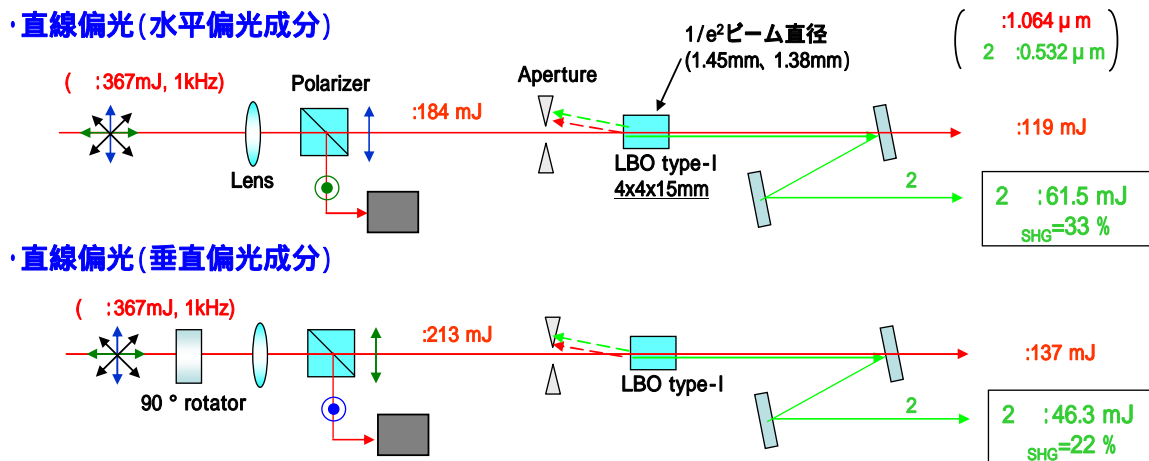 ・直線偏光(水平偏光成分)
( :367mJ, 1kHz)
Polarizer
:184 mJ
Aperture
1/e²ビーム直径
(1.45mm、1.38mm)
( :1.064 μm
2 :0.532 μm )
Lens
LBO type-I
4x4x15mm
:119 mJ
2
2 :61.5 mJ
SHG=33 %
・直線偏光(垂直偏光成分)
( :367mJ, 1kHz)
90 ° rotator
:213 mJ
LBO type-I
:137 mJ
2
2 :46.3 mJ
SHG=22 %